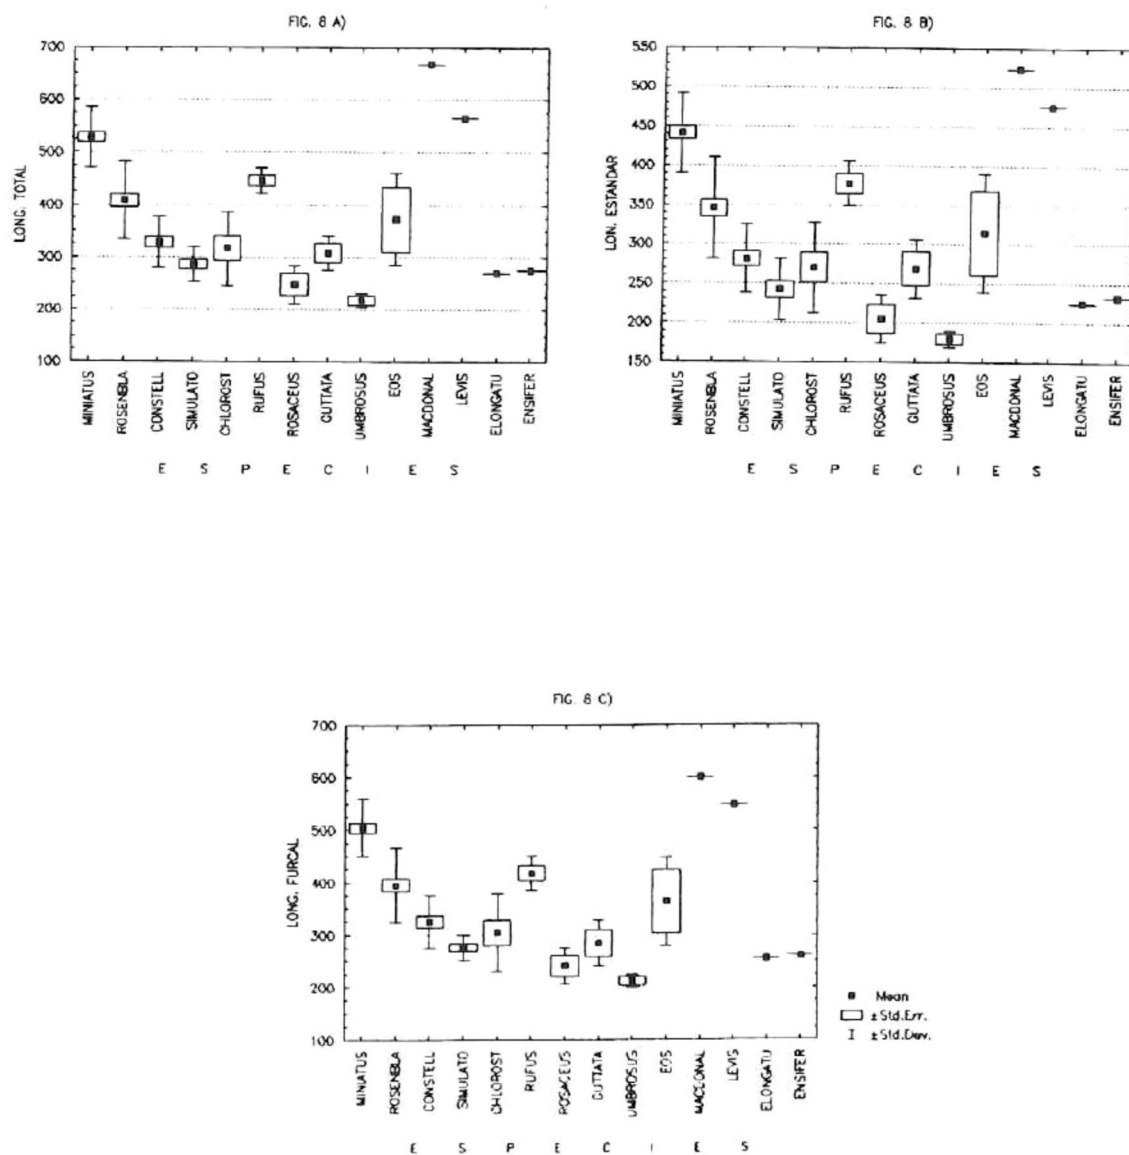 FIG. 8 A)
700
600
500
400
300
200
100
LONG. TOTAL
MINIATUS
ROSENBLA
CONSTELL
SIMULATO
CHLOROST
RUFUS
ROSACEUS
GUTTATA
UMBROSUS
EOS
MACDONAL
LEVIS
ELONGATU
ENSIFER
E S P E C I E S
FIG. 8 B)
550
500
450
400
350
300
250
200
150
LON. ESTANDAR
MINIATUS
ROSENBLA
CONSTELL
SIMULATO
CHLOROST
RUFUS
ROSACEUS
GUTTATA
UMBROSUS
EOS
MACDONAL
LEVIS
ELONGATU
ENSIFER
E S P E C I E S
FIG. 8 C)
700
600
500
400
300
200
100
LONG. FURCAL
MINIATUS
ROSENBLA
CONSTELL
SIMULATO
CHLOROST
RUFUS
ROSACEUS
GUTTATA
UMBROSUS
EOS
MACDONAL
LEVIS
ELONGATU
ENSIFER
E S P E C I E S
Mean
±Std.Err.
±Std.Dev.